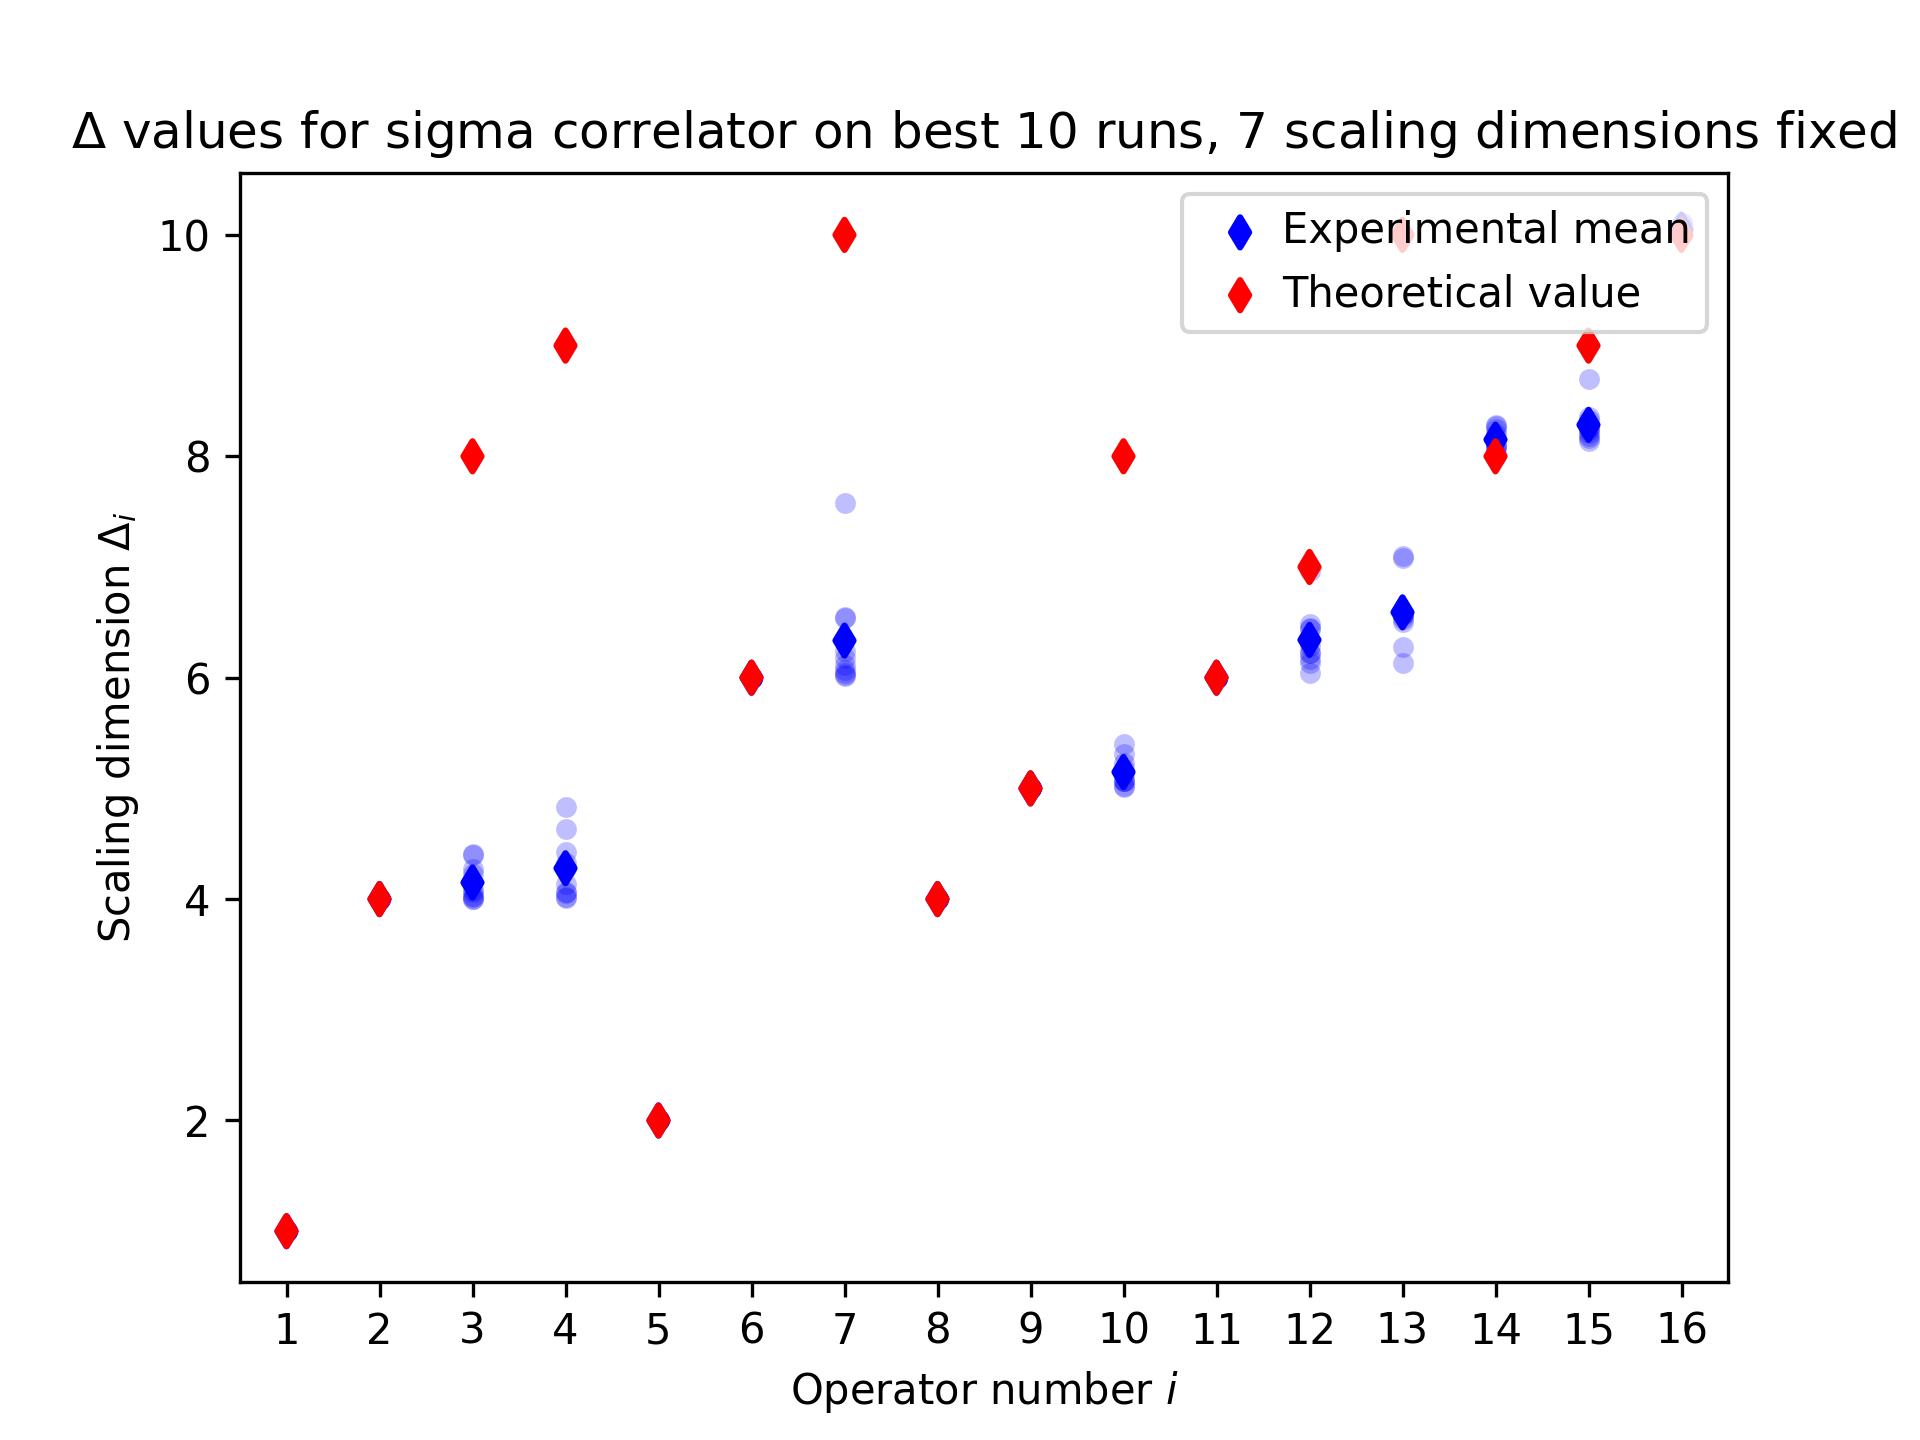 Δ values for sigma correlator on best 10 runs, 7 scaling dimensions fixed
Experimental mean
Theoretical value
10
8
6
4
2
Scaling dimension Δi
1 2 3 4 5 6 7 8 9 10 11 12 13 14 15 16
Operator number i